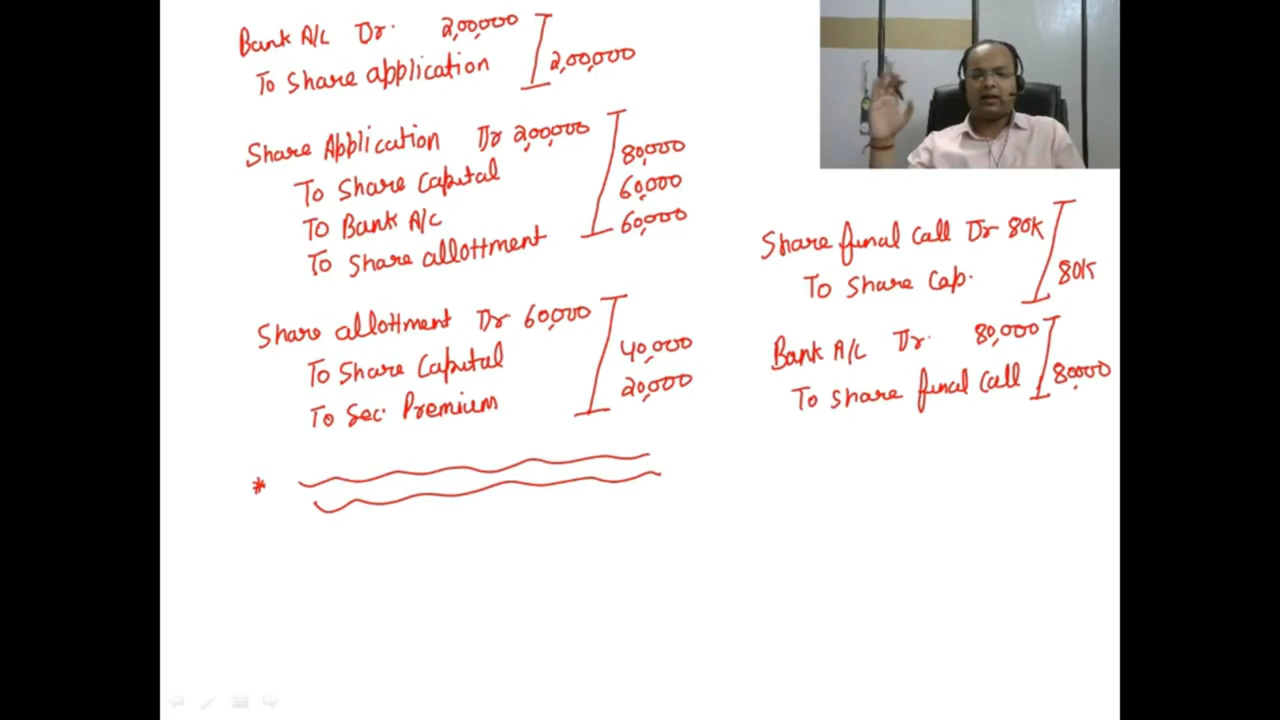 Bank A/c Dr. 2,00,000
To Share application 2,00,000
Share Application Dr 2,00,000
To Share Capital 80,000
To Bank A/c 60,000
To Share allottment 60,000
Share allottment Dr 60,000
To Share Capital 40,000
To Sec. Premium 20,000
*
Share final Call Dr 80K
To Share Cap. 80K
Bank A/c Dr. 80,000
To Share final Call 80,000